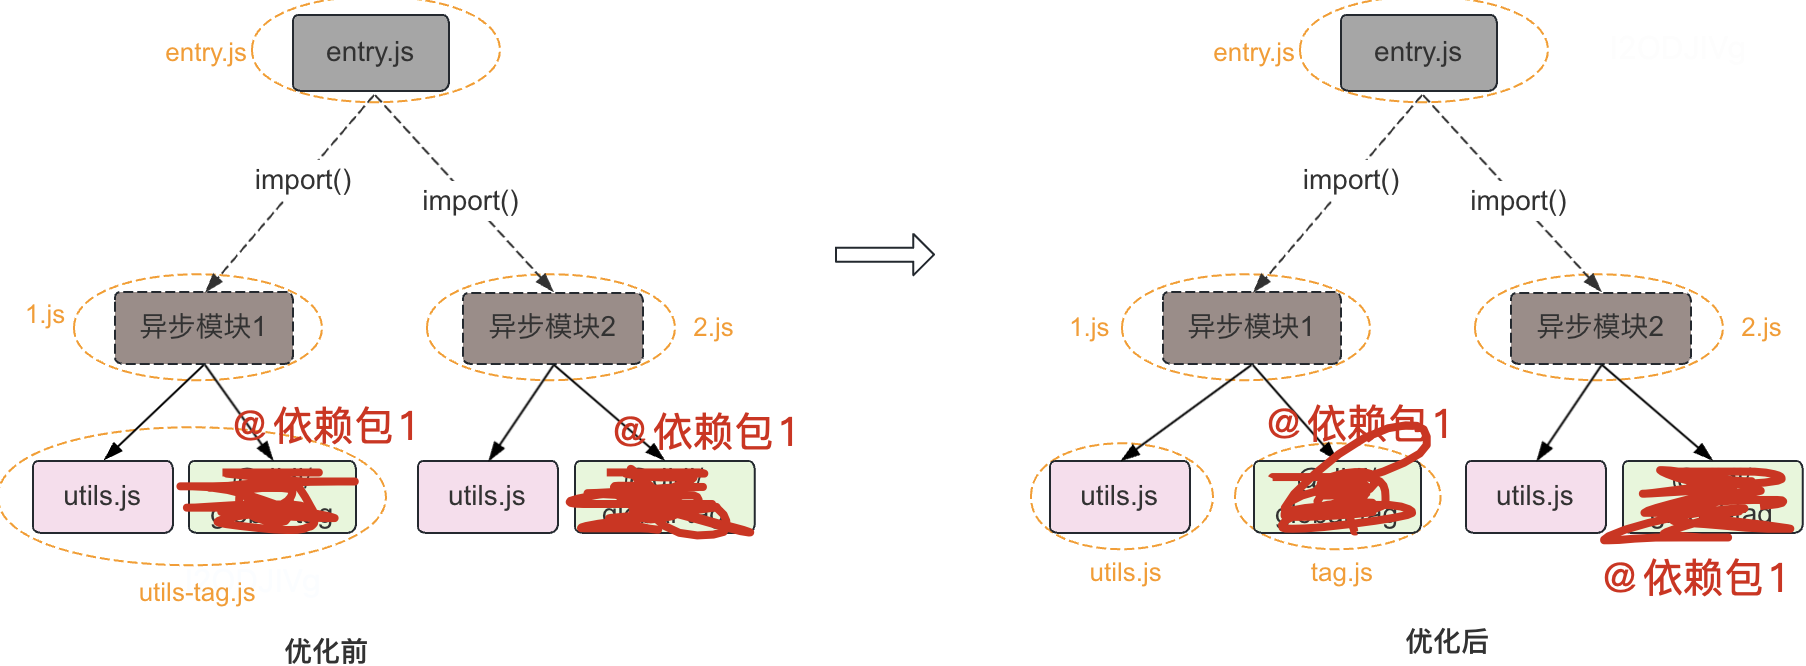 entry.js
entry.js
import()
import()
1.js
异步模块1
异步模块2
2.js
@依赖包1
@依赖包1
utils.js
utils.js
utils-tag.js
优化前
entry.js
entry.js
import()
import()
1.js
异步模块1
异步模块2
2.js
@依赖包1
utils.js
utils.js
utils.js
tag.js
@依赖包1
优化后